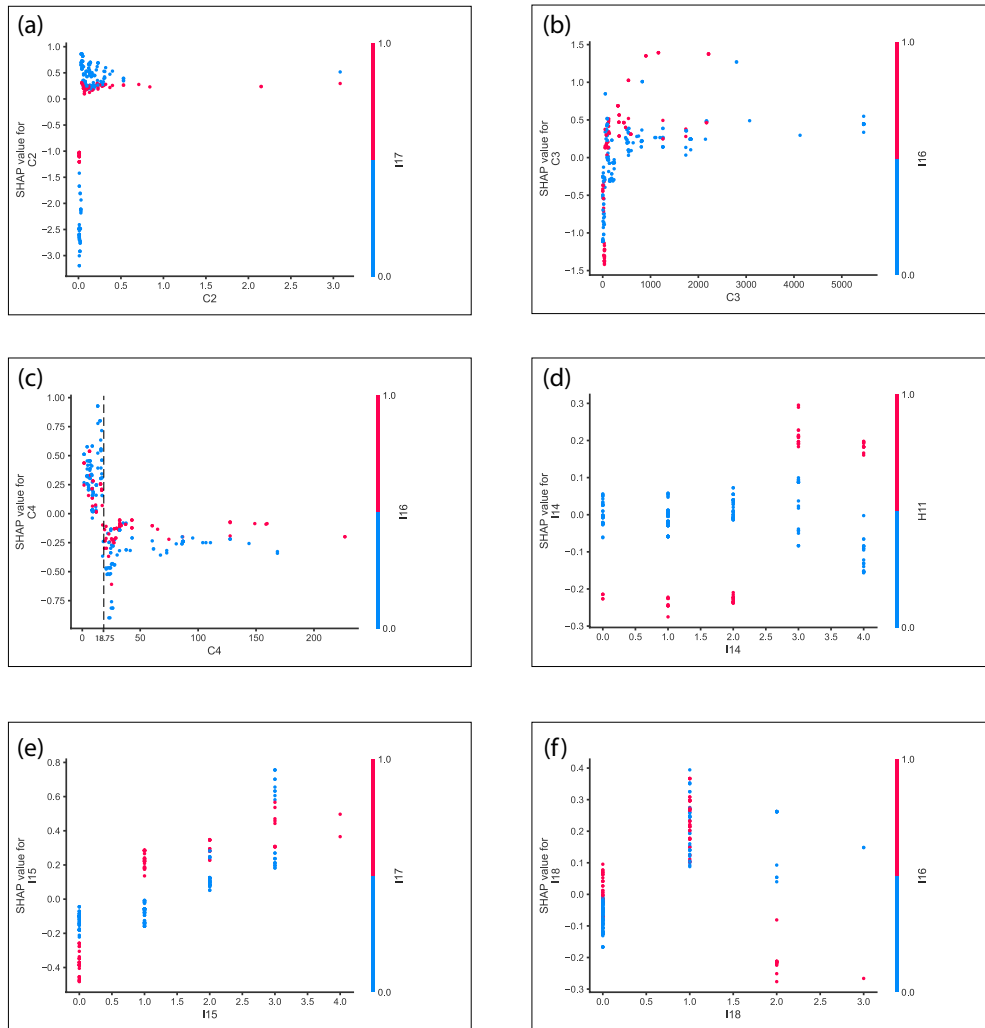 (a)
1.0
0.5
0.0
−0.5
−1.0
−1.5
−2.0
−2.5
−3.0
SHAP value for
C2
0.0 0.5 1.0 1.5 2.0 2.5 3.0
C2
1.0
0.0
I17
(b)
1.5
1.0
0.5
0.0
−0.5
−1.0
−1.5
SHAP value for
C3
0 1000 2000 3000 4000 5000
C3
1.0
0.0
I16
(c)
1.00
0.75
0.50
0.25
0.00
−0.25
−0.50
−0.75
SHAP value for
C4
0 18.75 50 100 150 200
C4
1.0
0.0
I16
(d)
0.3
0.2
0.1
0.0
−0.1
−0.2
−0.3
SHAP value for
I14
0.0 0.5 1.0 1.5 2.0 2.5 3.0 3.5 4.0
I14
1.0
0.0
H11
(e)
0.8
0.6
0.4
0.2
0.0
−0.2
−0.4
SHAP value for
I15
0.0 0.5 1.0 1.5 2.0 2.5 3.0 3.5 4.0
I15
1.0
0.0
I17
(f)
0.4
0.3
0.2
0.1
0.0
−0.1
−0.2
−0.3
SHAP value for
I18
0.0 0.5 1.0 1.5 2.0 2.5 3.0
I18
1.0
0.0
I16